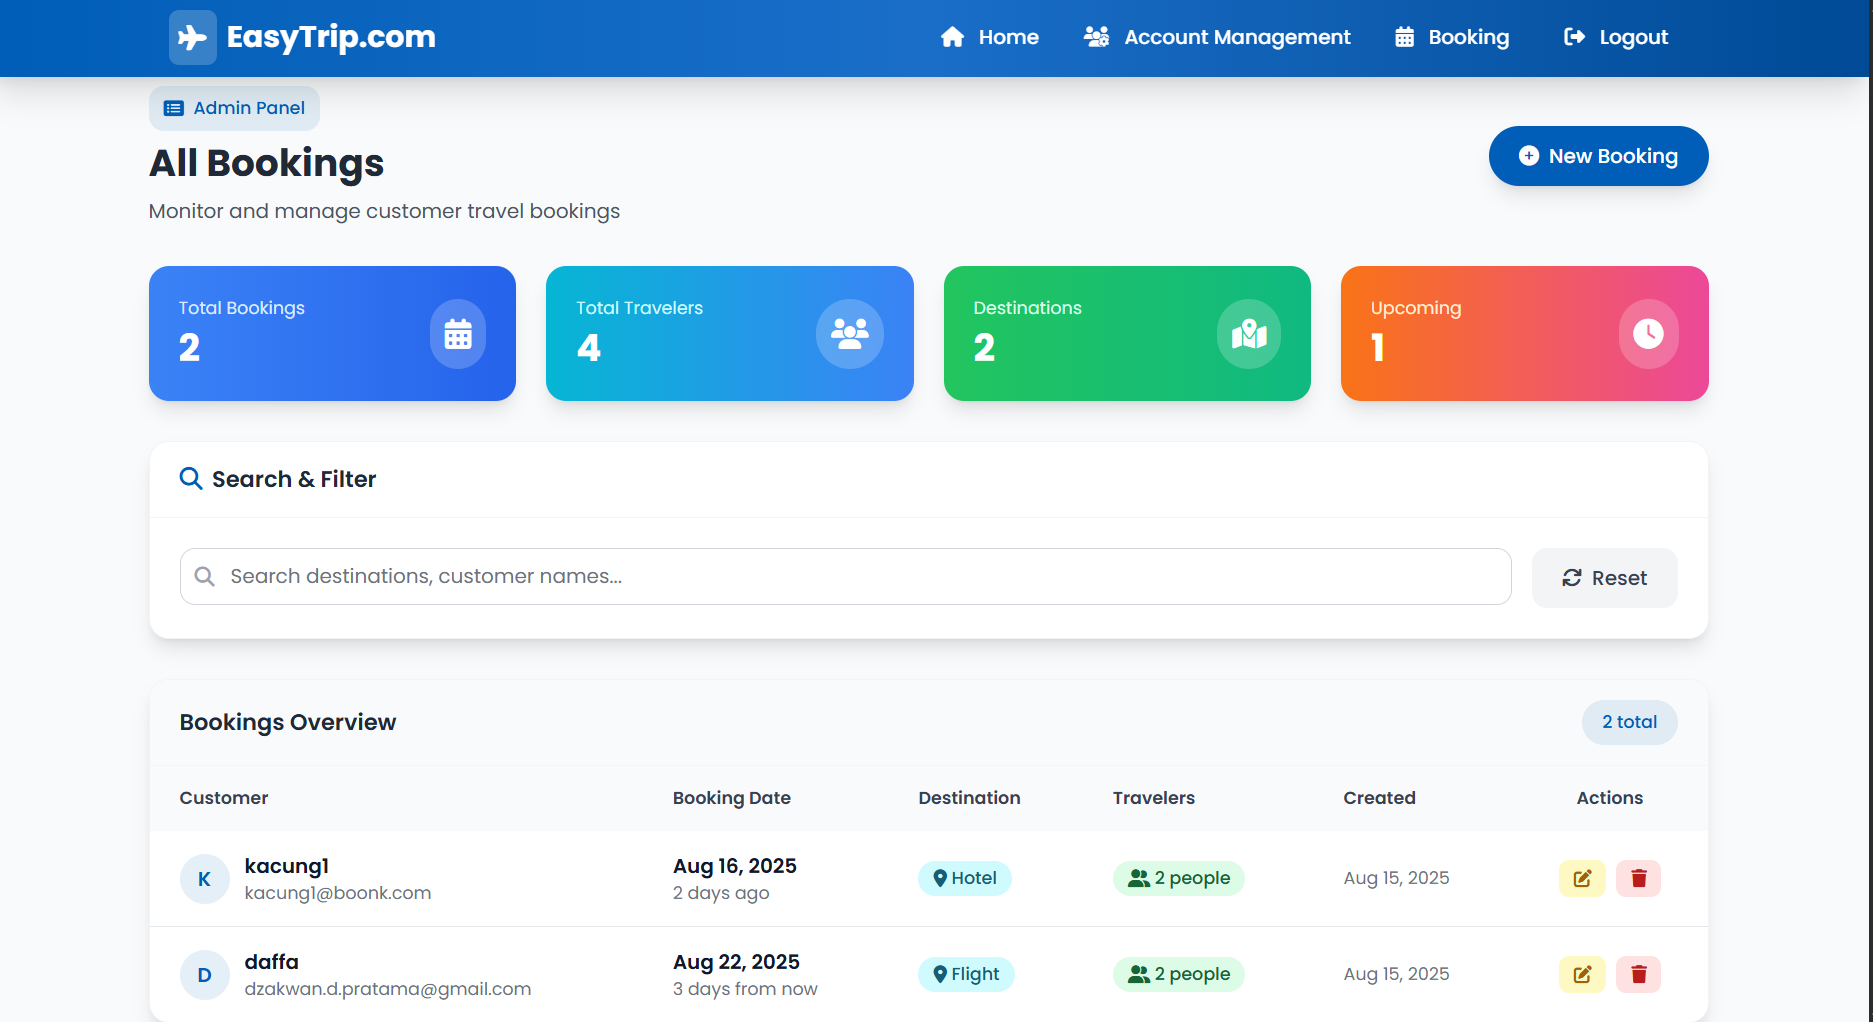 EasyTrip.com
Home
Account Management
Booking
Logout
Admin Panel
All Bookings
New Booking
Monitor and manage customer travel bookings
Total Bookings
2
Total Travelers
4
Destinations
2
Upcoming
1
Search & Filter
Search destinations, customer names...
Reset
Bookings Overview
2 total
Customer
Booking Date
Destination
Travelers
Created
Actions
K
kacung1
kacung1@boonk.com
Aug 16, 2025
2 days ago
Hotel
2 people
Aug 15, 2025
D
daffa
dzakwan.d.pratama@gmail.com
Aug 22, 2025
3 days from now
Flight
2 people
Aug 15, 2025